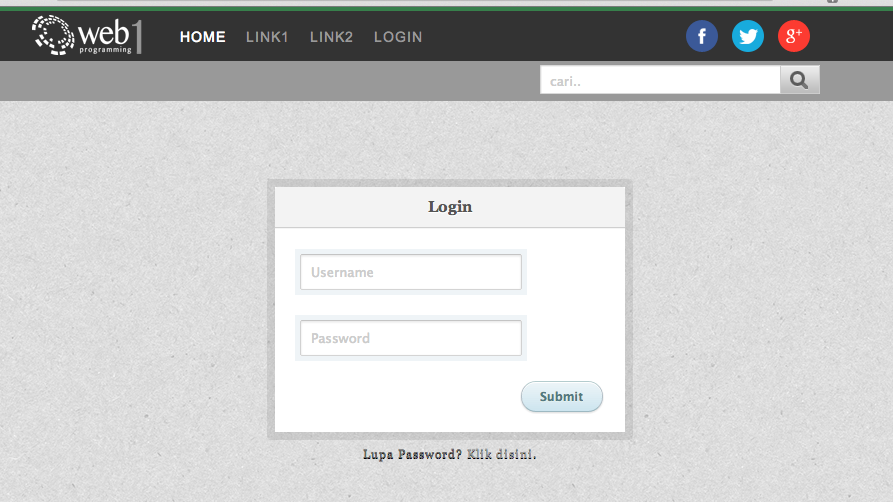 web1
programming
HOME LINK1 LINK2 LOGIN
f g+
cari..
Login
Username
Password
Submit
Lupa Password? Klik disini.